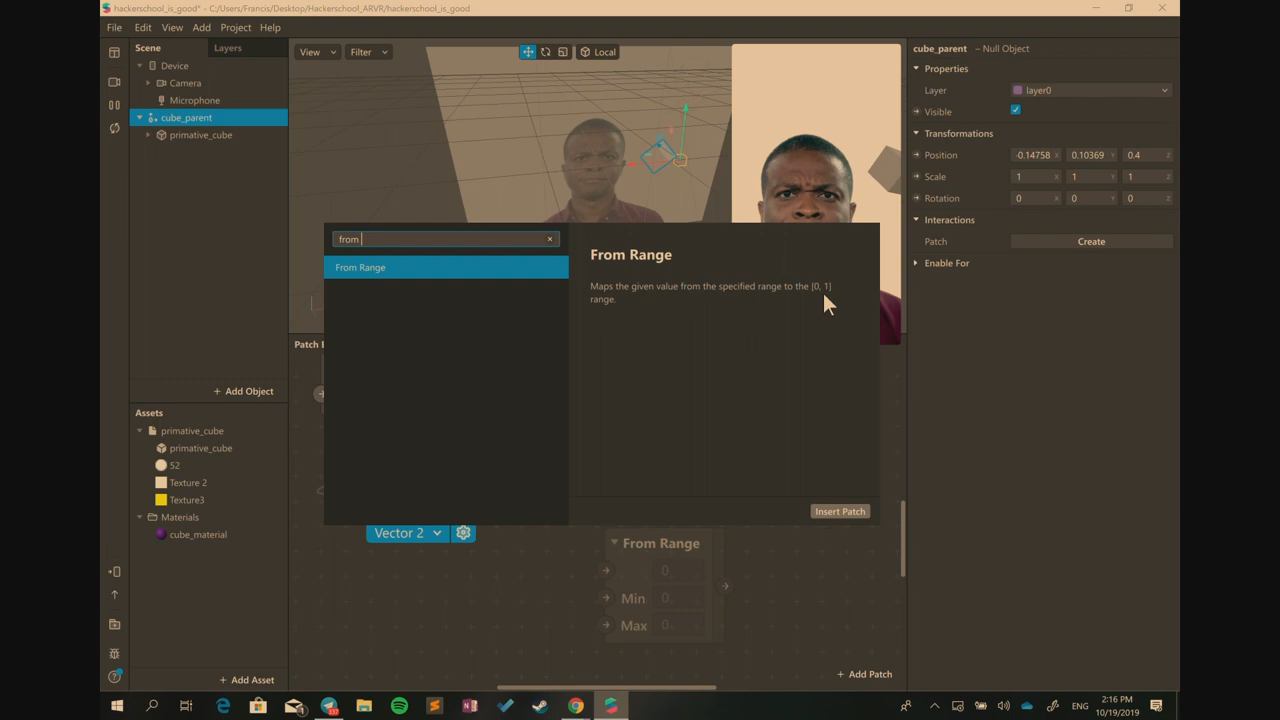 hackerschool_is_good* - C:/Users/Francis/Desktop/Hackerschool_ARVR/hackerschool_is_good
File Edit View Add Project Help
Scene Layers
Device
Camera
Microphone
cube_parent
primative_cube
+ Add Object
Assets
primative_cube
primative_cube
52
Texture 2
Texture3
Materials
cube_material
+ Add Asset
View Filter Local
from
From Range
From Range
Maps the given value from the specified range to the [0, 1]
range.
Insert Patch
Vector 2
From Range
0
Min 0
Max 0
+ Add Patch
cube_parent - Null Object
Properties
Layer layer0
Visible
Transformations
Position -0.14758 X 0.10369 Y 0.4 Z
Scale 1 X 1 Y 1 Z
Rotation 0 X 0 Y 0 Z
Interactions
Patch Create
Enable For
ENG
2:16 PM
10/19/2019